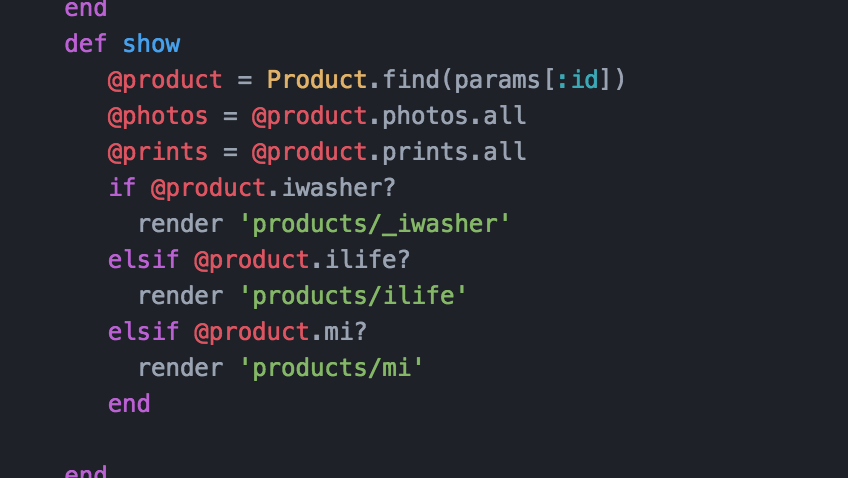 end
def show
@product = Product.find(params[:id])
@photos = @product.photos.all
@prints = @product.prints.all
if @product.iwasher?
render 'products/_iwasher'
elsif @product.ilife?
render 'products/ilife'
elsif @product.mi?
render 'products/mi'
end
end